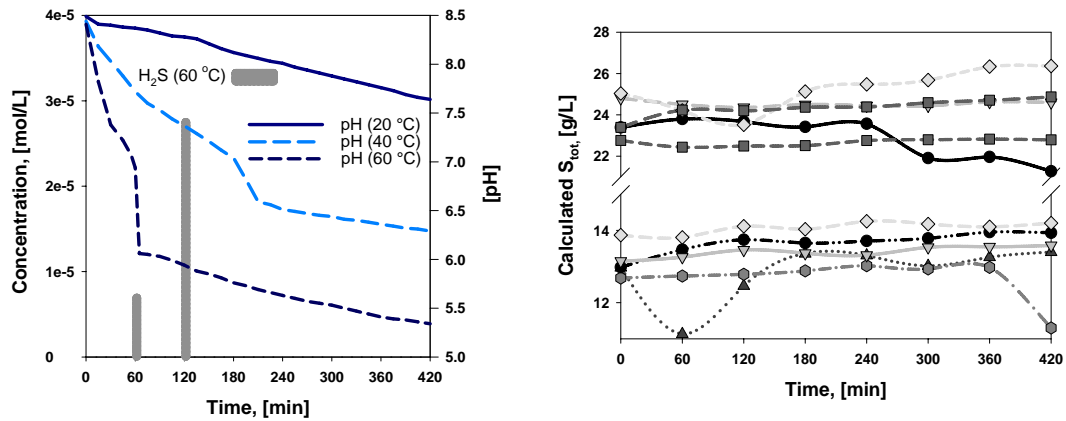 4e-5
3e-5
2e-5
1e-5
0
Concentration, [mol/L]
H₂S (60 °C)
pH (20 °C)
pH (40 °C)
pH (60 °C)
8.5
8.0
7.5
7.0
6.5
6.0
5.5
5.0
[pH]
0 60 120 180 240 300 360 420
Time, [min]
28
26
24
22
14
12
Calculated S_tot, [g/L]
0 60 120 180 240 300 360 420
Time, [min]